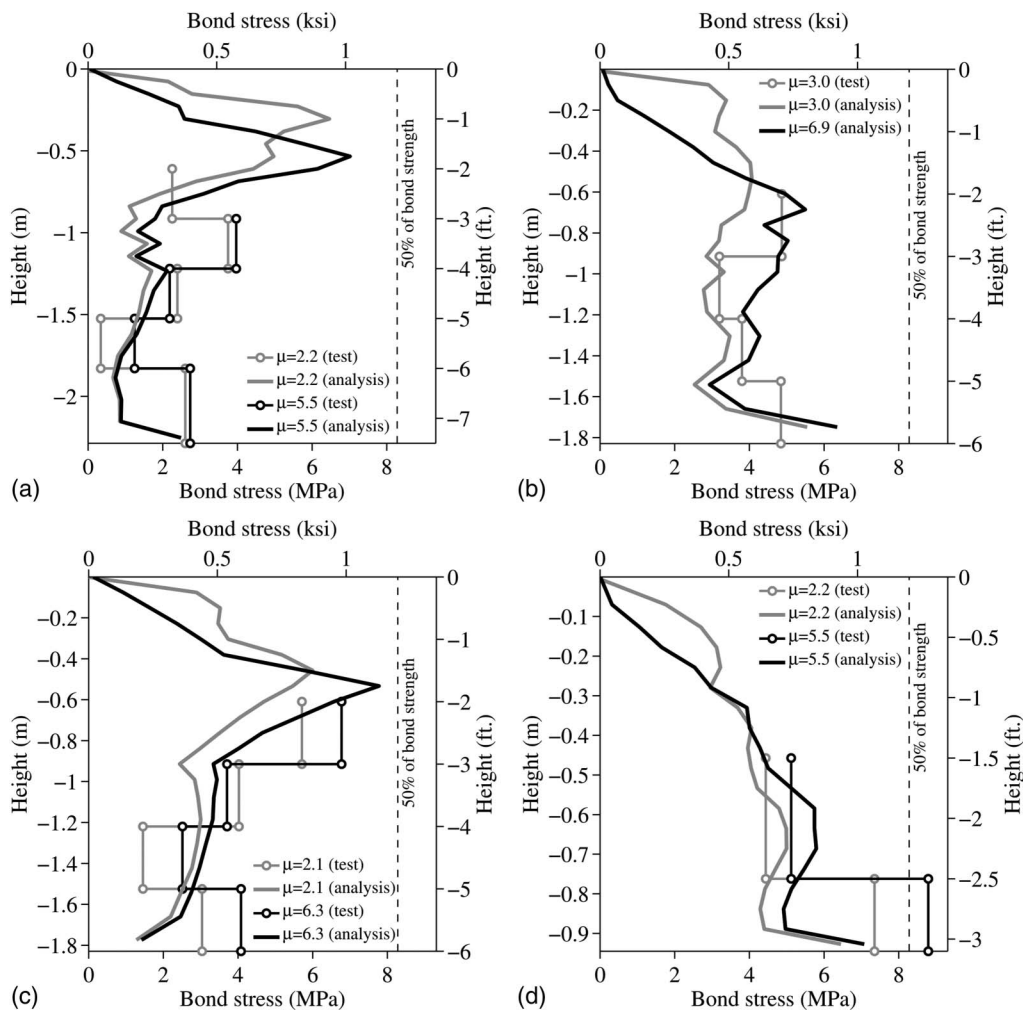 Bond stress (ksi)
0 0.5 1
0
−0.5
−1
−1.5
−2
Height (m)
0
−1
−2
−3
−4
−5
−6
−7
Height (ft.)
50% of bond strength
μ=2.2 (test)
μ=2.2 (analysis)
μ=5.5 (test)
μ=5.5 (analysis)
0 2 4 6 8
Bond stress (MPa)
(a)
Bond stress (ksi)
0 0.5 1
−0.2
−0.4
−0.6
−0.8
−1
−1.2
−1.4
−1.6
−1.8
Height (m)
0
−1
−2
−3
−4
−5
−6
Height (ft.)
50% of bond strength
μ=3.0 (test)
μ=3.0 (analysis)
μ=6.9 (analysis)
0 2 4 6 8
Bond stress (MPa)
(b)
Bond stress (ksi)
0 0.5 1
−0.2
−0.4
−0.6
−0.8
−1
−1.2
−1.4
−1.6
−1.8
Height (m)
0
−1
−2
−3
−4
−5
−6
Height (ft.)
50% of bond strength
μ=2.1 (test)
μ=2.1 (analysis)
μ=6.3 (test)
μ=6.3 (analysis)
0 2 4 6 8
Bond stress (MPa)
(c)
Bond stress (ksi)
0 0.5 1
−0.1
−0.2
−0.3
−0.4
−0.5
−0.6
−0.7
−0.8
−0.9
Height (m)
0
−0.5
−1
−1.5
−2
−2.5
−3
Height (ft.)
50% of bond strength
μ=2.2 (test)
μ=2.2 (analysis)
μ=5.5 (test)
μ=5.5 (analysis)
0 2 4 6 8
Bond stress (MPa)
(d)